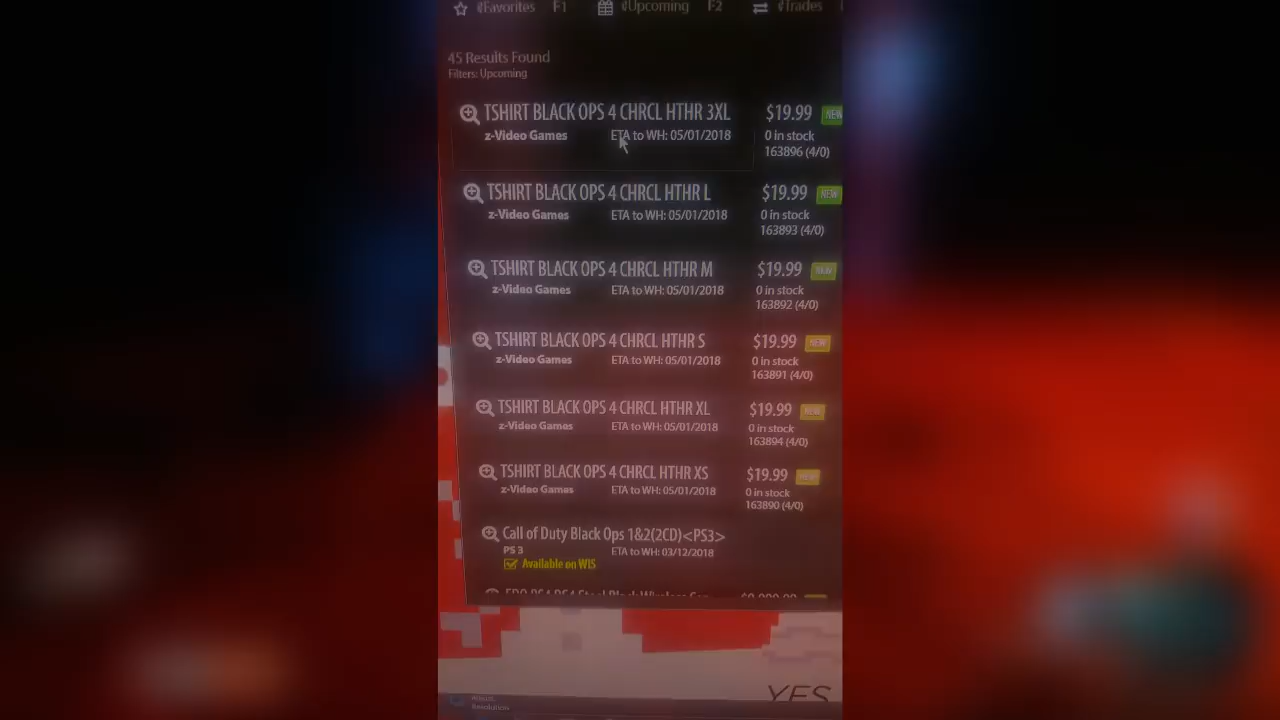 ¢Favorites F1 ¢Upcoming F2 ¢Trades
45 Results Found
Filters: Upcoming
TSHIRT BLACK OPS 4 CHRCL HTHR 3XL $19.99 NEW
z-Video Games ETA to WH: 05/01/2018 0 in stock
163896 (4/0)
TSHIRT BLACK OPS 4 CHRCL HTHR L $19.99 NEW
z-Video Games ETA to WH: 05/01/2018 0 in stock
163893 (4/0)
TSHIRT BLACK OPS 4 CHRCL HTHR M $19.99 NEW
z-Video Games ETA to WH: 05/01/2018 0 in stock
163892 (4/0)
TSHIRT BLACK OPS 4 CHRCL HTHR S $19.99 NEW
z-Video Games ETA to WH: 05/01/2018 0 in stock
163891 (4/0)
TSHIRT BLACK OPS 4 CHRCL HTHR XL $19.99 NEW
z-Video Games ETA to WH: 05/01/2018 0 in stock
163894 (4/0)
TSHIRT BLACK OPS 4 CHRCL HTHR XS $19.99 NEW
z-Video Games ETA to WH: 05/01/2018 0 in stock
163890 (4/0)
Call of Duty Black Ops 1&2(2CD)<PS3>
PS 3 ETA to WH: 03/12/2018
Available on WIS
YES
Resolution